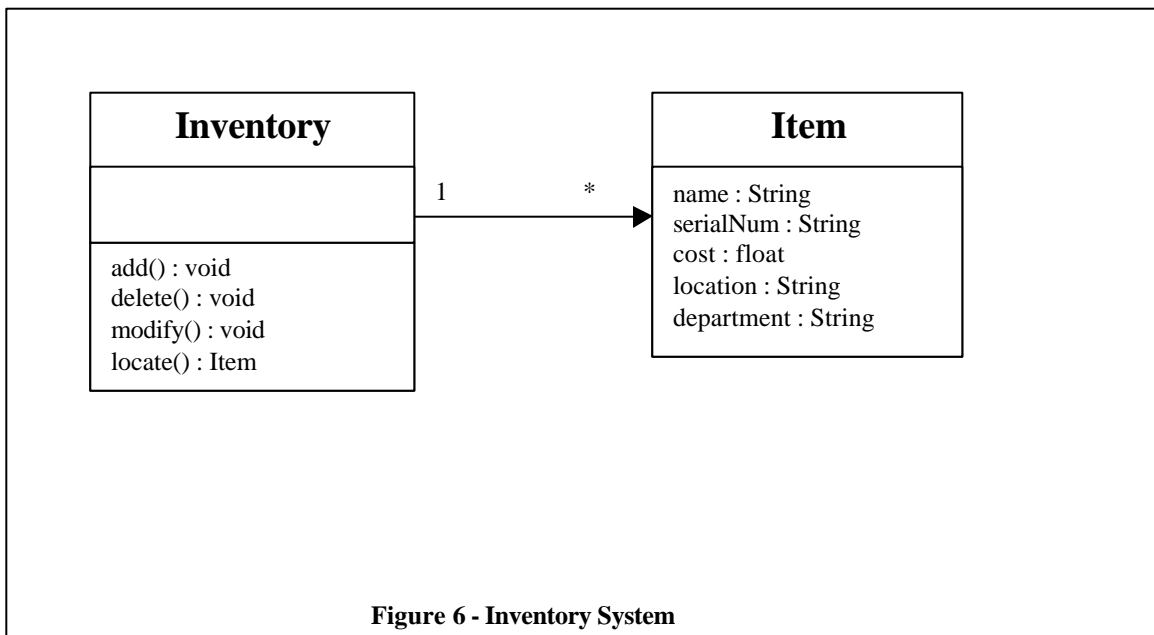 Inventory
add() : void
delete() : void
modify() : void
locate() : Item
1
*
Item
name : String
serialNum : String
cost : float
location : String
department : String
Figure 6 - Inventory System